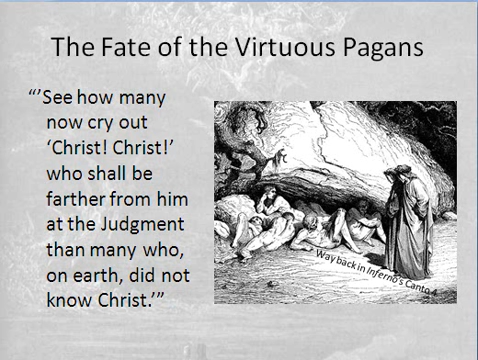 The Fate of the Virtuous Pagans
“’See how many
now cry out
‘Christ! Christ!’
who shall be
farther from him
at the Judgment
than many who,
on earth, did not
know Christ.’”
Way back in Inferno's Canto 4